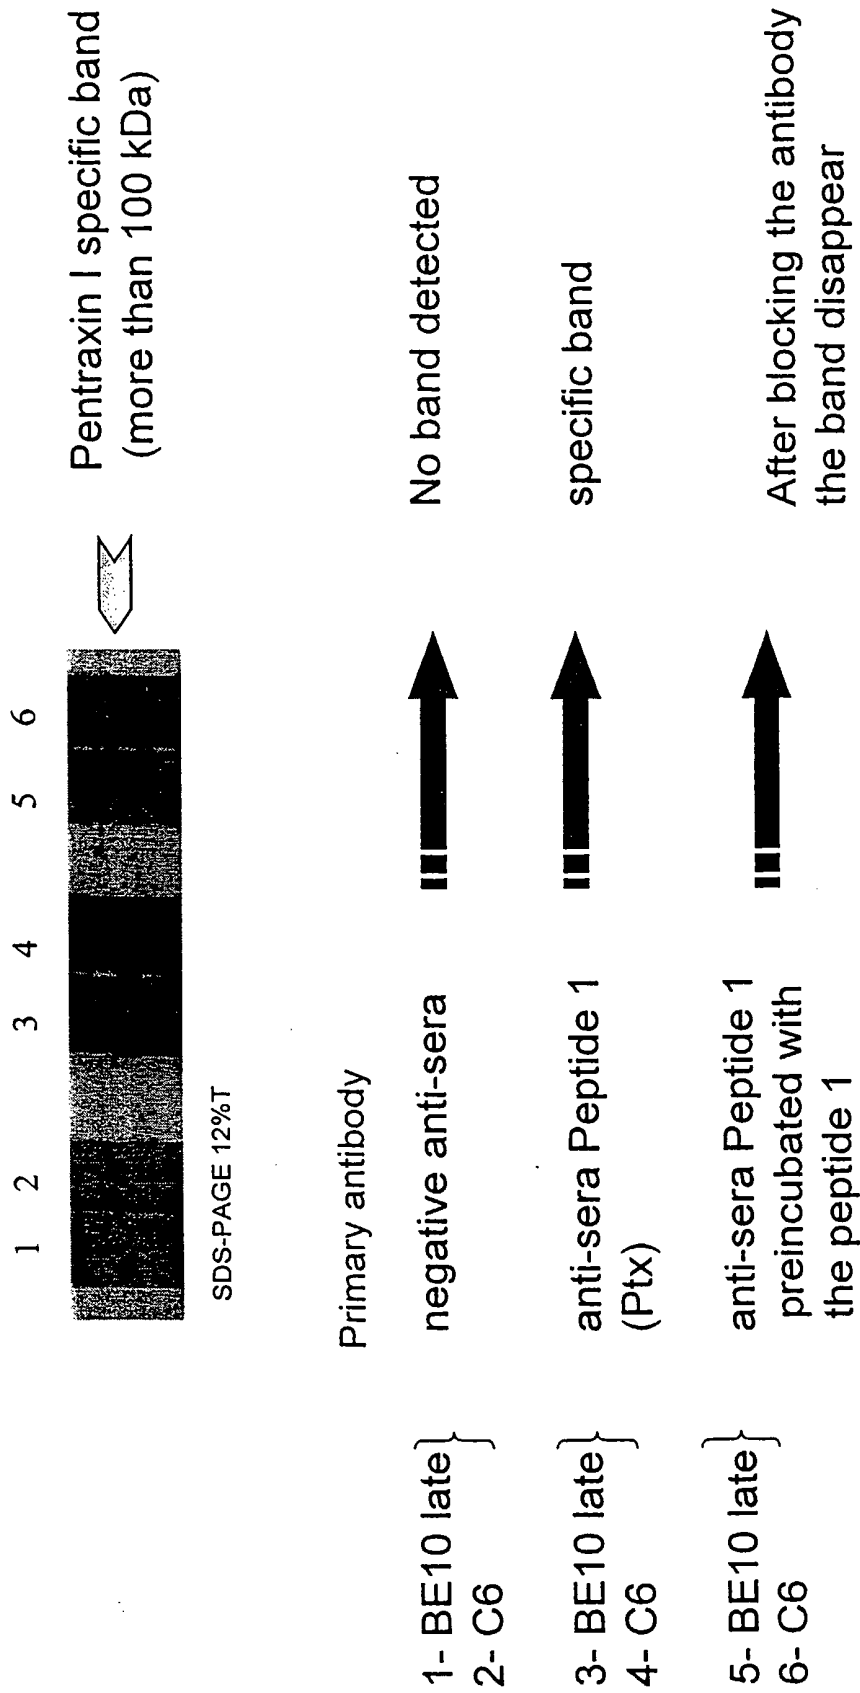 1 2 3 4 5 6
Pentraxin I specific band
(more than 100 kDa)
SDS-PAGE 12%T
Primary antibody
1- BE10 late
2- C6
negative anti-sera
No band detected
3- BE10 late
4- C6
anti-sera Peptide 1
(Ptx)
specific band
5- BE10 late
6- C6
anti-sera Peptide 1
preincubated with
the peptide 1
After blocking the antibody
the band disappear